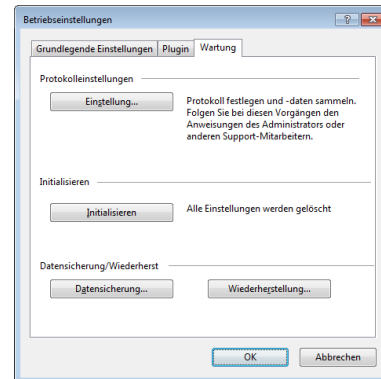 Betriebseinstellungen
Grundlegende Einstellungen Plugin Wartung
Protokolleinstellungen
Einstellung...
Protokoll festlegen und -daten sammeln.
Folgen Sie bei diesen Vorgängen den
Anweisungen des Administrators oder
anderen Support-Mitarbeitern.
Initialisieren
Initialisieren
Alle Einstellungen werden gelöscht
Datensicherung/Wiederherst
Datensicherung... Wiederherstellung...
OK Abbrechen